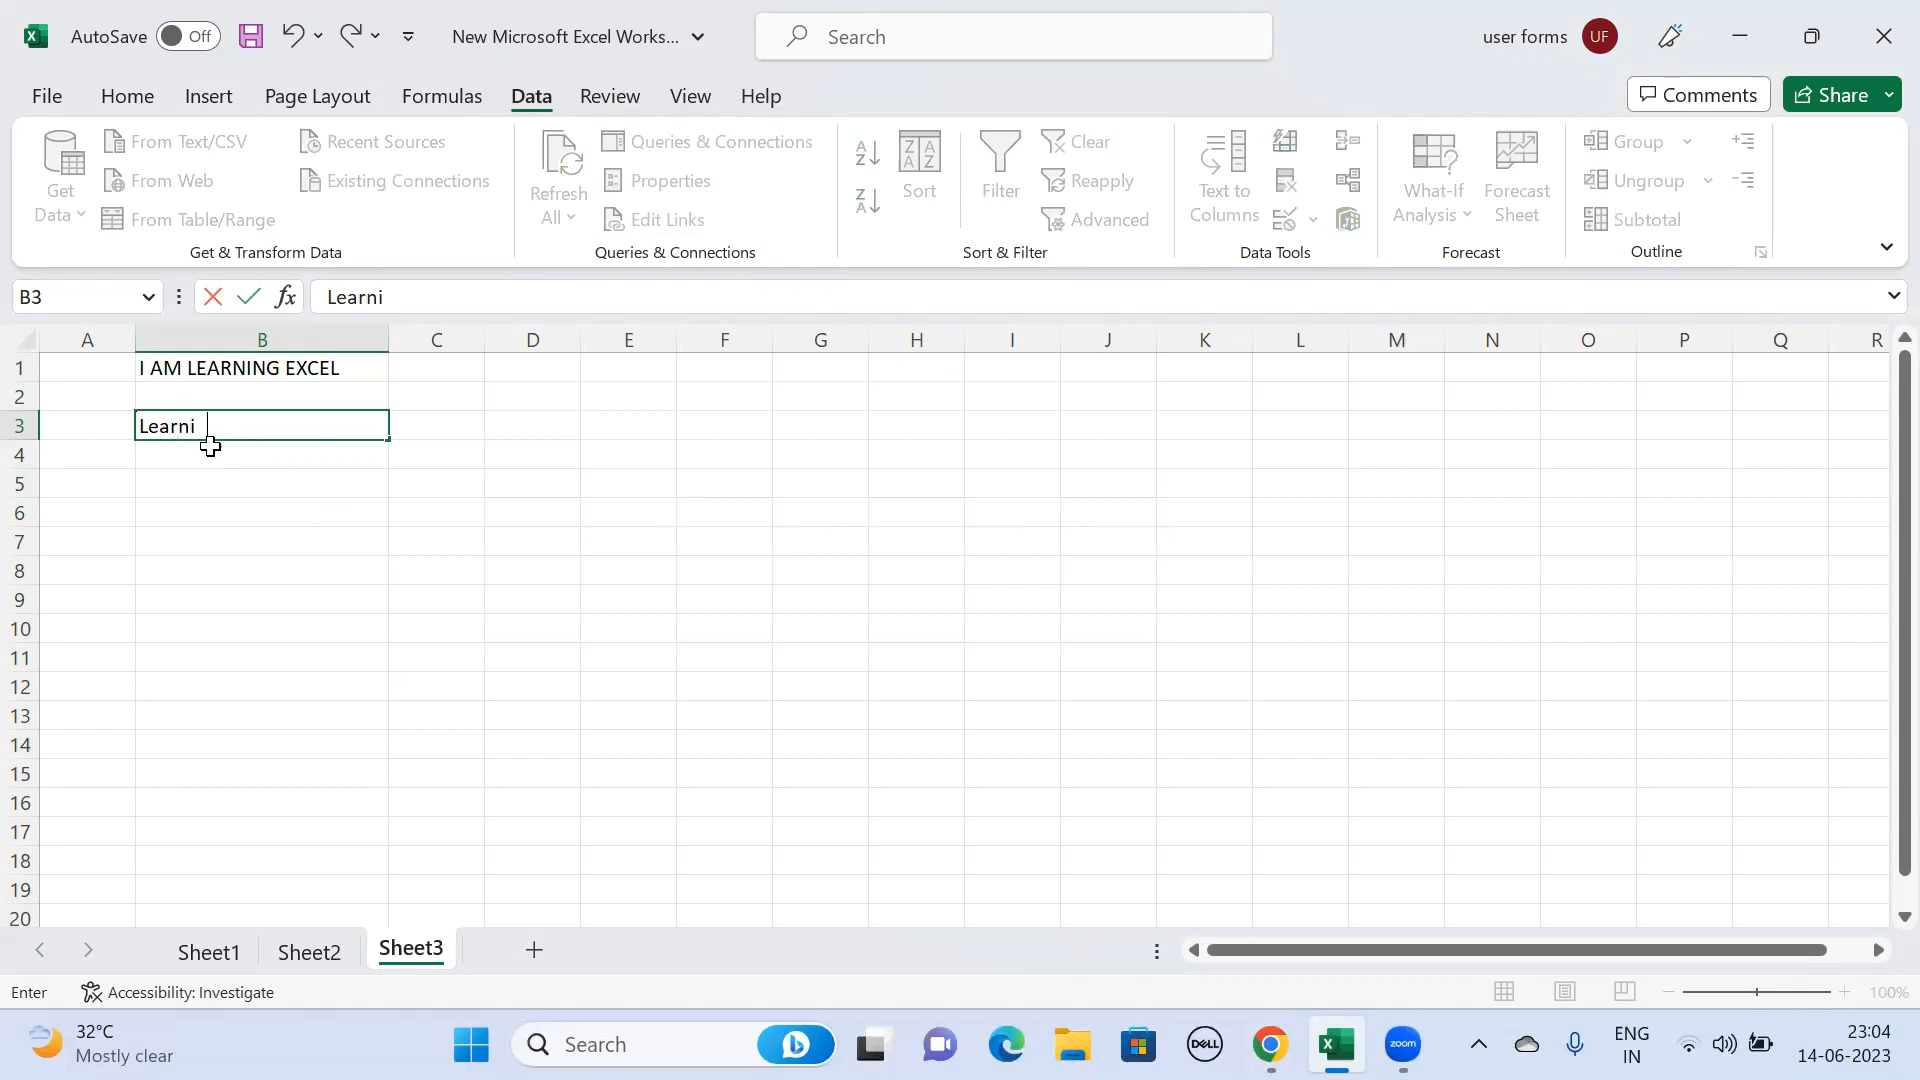 AutoSave Off New Microsoft Excel Works... Search user forms UF
File Home Insert Page Layout Formulas Data Review View Help Comments Share
Get Data From Text/CSV From Web From Table/Range Recent Sources Existing Connections
Get & Transform Data
Refresh All Queries & Connections Properties Edit Links
Queries & Connections
Sort Filter Clear Reapply Advanced
Sort & Filter
Text to Columns
Data Tools
What-If Analysis Forecast Sheet
Forecast
Group Ungroup Subtotal
Outline
B3 fx Learni
A B C D E F G H I J K L M N O P Q R
1 I AM LEARNING EXCEL
2
3 Learni
4
5
6
7
8
9
10
11
12
13
14
15
16
17
18
19
20
Sheet1 Sheet2 Sheet3
Enter Accessibility: Investigate 100%
32°C
Mostly clear
Search
DELL
zoom
ENG
IN
23:04
14-06-2023